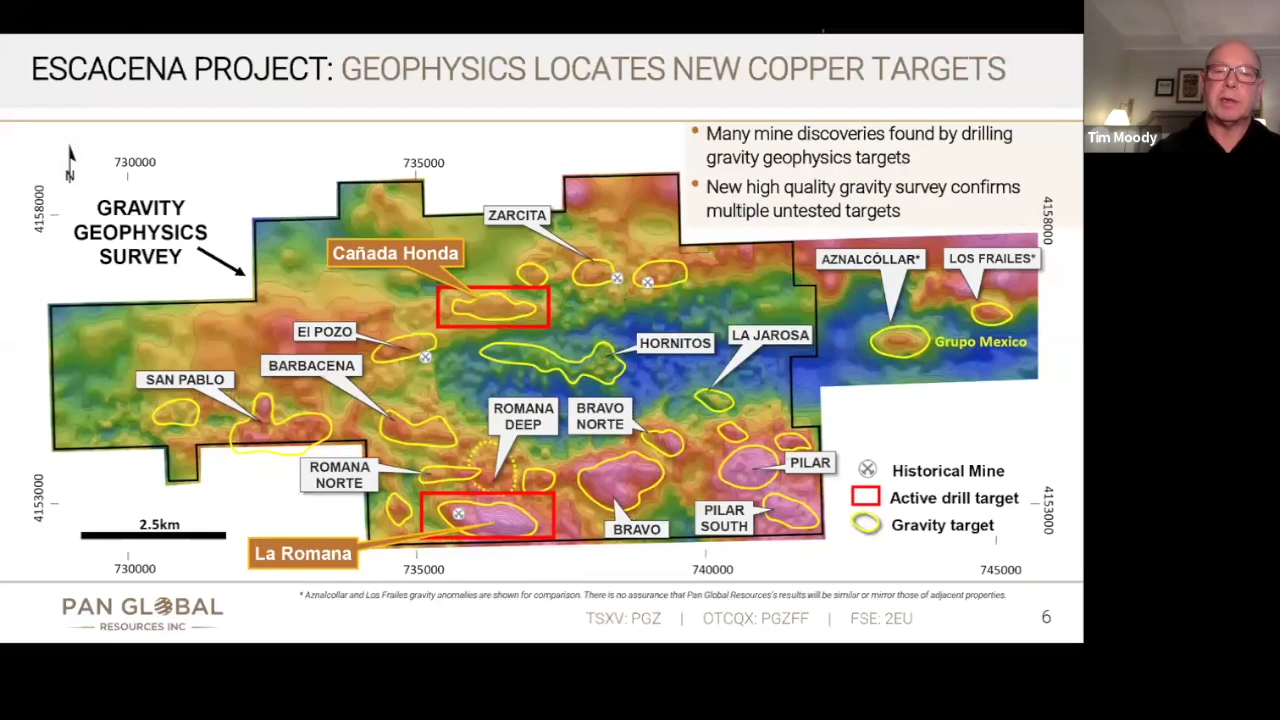 ESCACENA PROJECT: GEOPHYSICS LOCATES NEW COPPER TARGETS
Tim Moody
• Many mine discoveries found by drilling
gravity geophysics targets
• New high quality gravity survey confirms
multiple untested targets
N
730000
735000
4158000
4158000
GRAVITY
GEOPHYSICS
SURVEY
ZARCITA
Cañada Honda
AZNALCÓLLAR*
LOS FRAILES*
El POZO
HORNITOS
LA JAROSA
Grupo Mexico
BARBACENA
SAN PABLO
ROMANA
DEEP
BRAVO
NORTE
ROMANA
NORTE
PILAR
PILAR
SOUTH
BRAVO
La Romana
Historical Mine
Active drill target
Gravity target
4153000
4153000
2.5km
730000
735000
740000
745000
* Aznalcollar and Los Frailes gravity anomalies are shown for comparison. There is no assurance that Pan Global Resources's results will be similar or mirror those of adjacent properties.
PAN GLOBAL
RESOURCES INC
TSXV: PGZ | OTCQX: PGZFF | FSE: 2EU
6